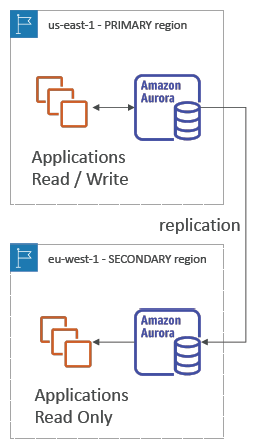 us-east-1 - PRIMARY region
Amazon
Aurora
Applications
Read / Write
replication
eu-west-1 - SECONDARY region
Amazon
Aurora
Applications
Read Only